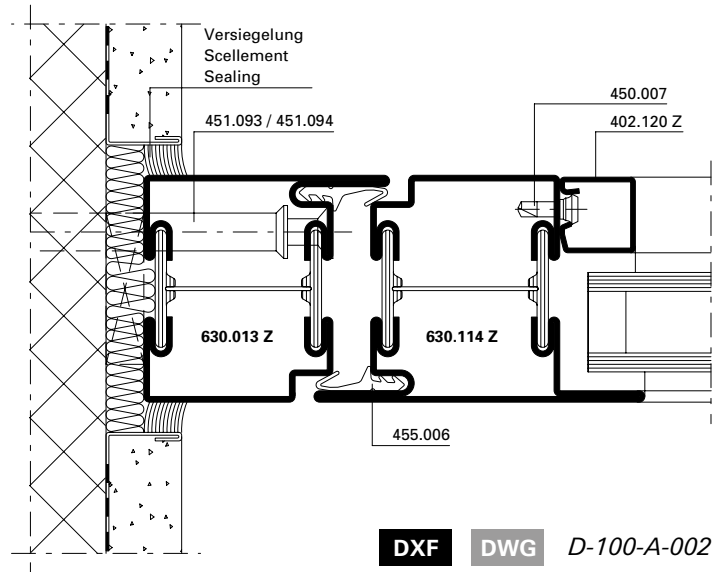 Versiegelung
Scellement
Sealing
451.093 / 451.094
450.007
402.120 Z
630.013 Z
630.114 Z
455.006
DXF
DWG
D-100-A-002